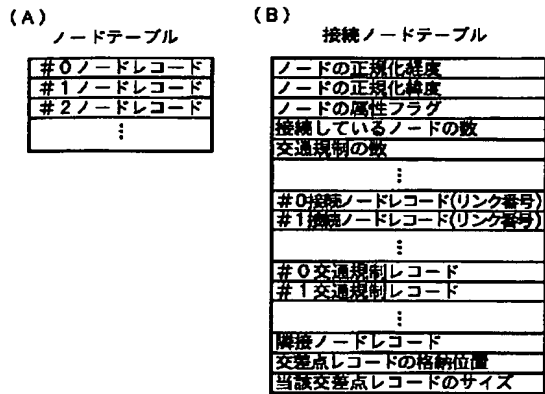 (A)
ノードテーブル
#0ノードレコード
#1ノードレコード
#2ノードレコード
⋮
(B)
接続ノードテーブル
ノードの正規化経度
ノードの正規化緯度
ノードの属性フラグ
接続しているノードの数
交通規制の数
⋮
#0接続ノードレコード(リンク番号)
#1接続ノードレコード(リンク番号)
⋮
#0交通規制レコード
#1交通規制レコード
⋮
隣接ノードレコード
交差点レコードの格納位置
当該交差点レコードのサイズ